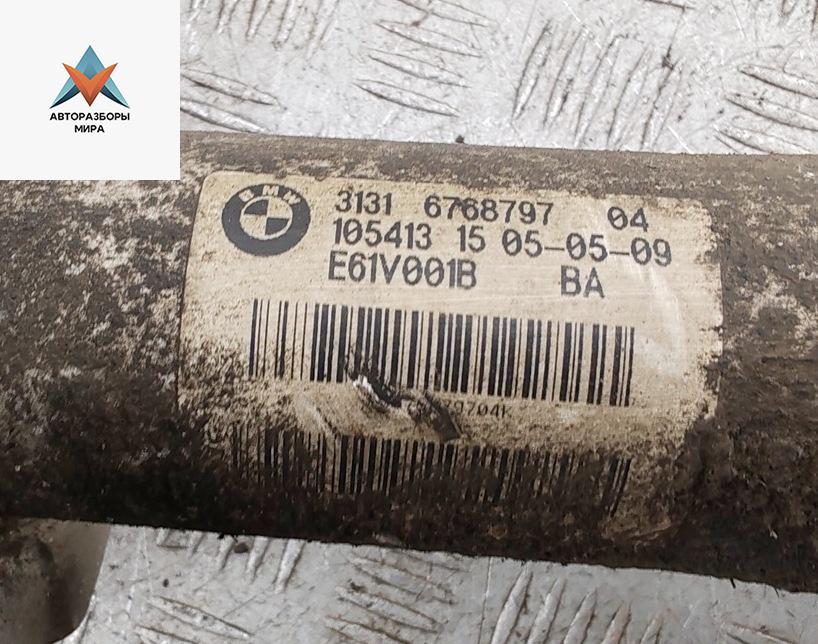 АВТОРАЗБОРЫ
МИРА
BMW
3131 6768797 04
105413 15 05-05-09
E61V001B BA